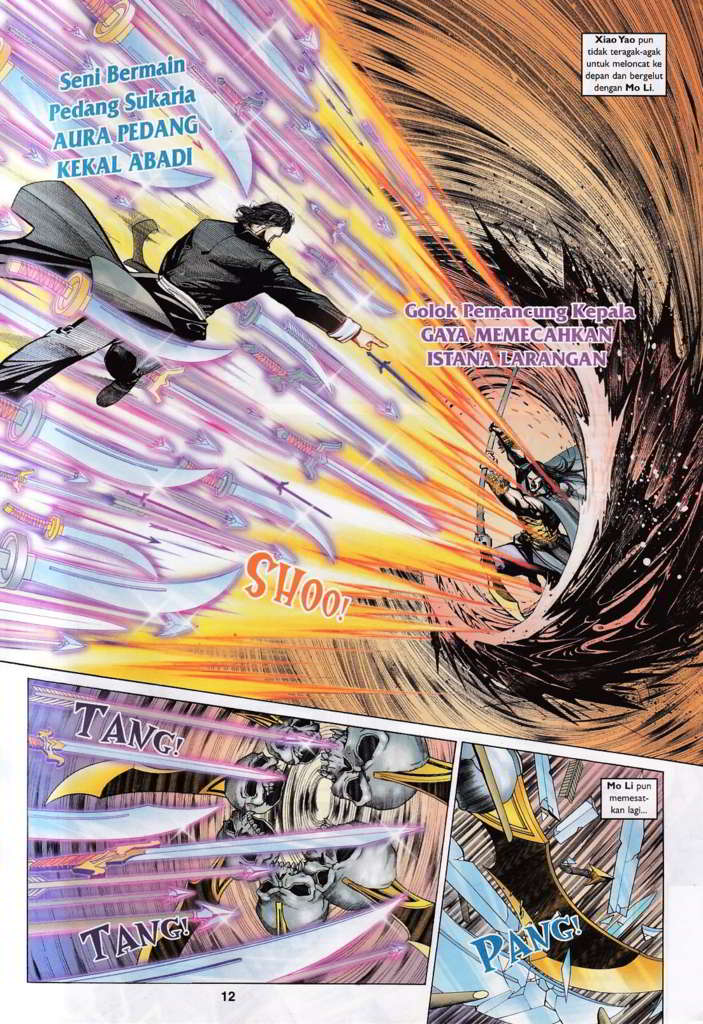 Xiao Yao pun
tidak teragak-agak
untuk meloncat ke
depan dan bergelut
dengan Mo Li.
Seni Bermain
Pedang Sukaria
AURA PEDANG
KEKAL ABADI
Golok Pemancung Kepala
GAYA MEMECAHKAN
ISTANA LARANGAN
SHOO!
TANG!
TANG!
Mo Li pun
memesat-
kan lagi...
PANG!
12